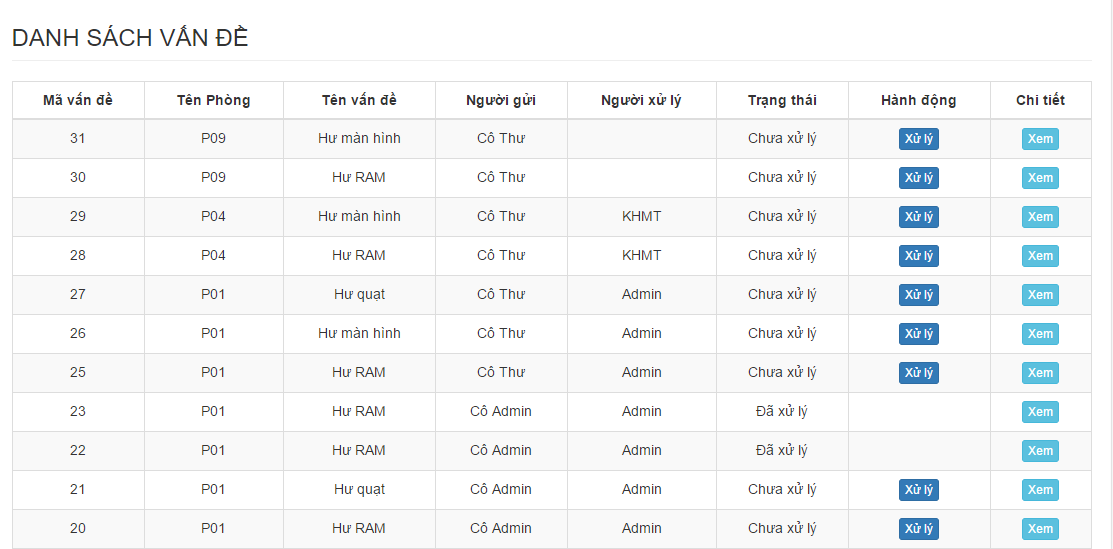 DANH SÁCH VẤN ĐỀ
Mã vấn đề Tên Phòng Tên vấn đề Người gửi Người xử lý Trạng thái Hành động Chi tiết
31 P09 Hư màn hình Cô Thư Chưa xử lý Xử lý Xem
30 P09 Hư RAM Cô Thư Chưa xử lý Xử lý Xem
29 P04 Hư màn hình Cô Thư KHMT Chưa xử lý Xử lý Xem
28 P04 Hư RAM Cô Thư KHMT Chưa xử lý Xử lý Xem
27 P01 Hư quạt Cô Thư Admin Chưa xử lý Xử lý Xem
26 P01 Hư màn hình Cô Thư Admin Chưa xử lý Xử lý Xem
25 P01 Hư RAM Cô Thư Admin Chưa xử lý Xử lý Xem
23 P01 Hư RAM Cô Admin Admin Đã xử lý Xem
22 P01 Hư RAM Cô Admin Admin Đã xử lý Xem
21 P01 Hư quạt Cô Admin Admin Chưa xử lý Xử lý Xem
20 P01 Hư RAM Cô Admin Admin Chưa xử lý Xử lý Xem